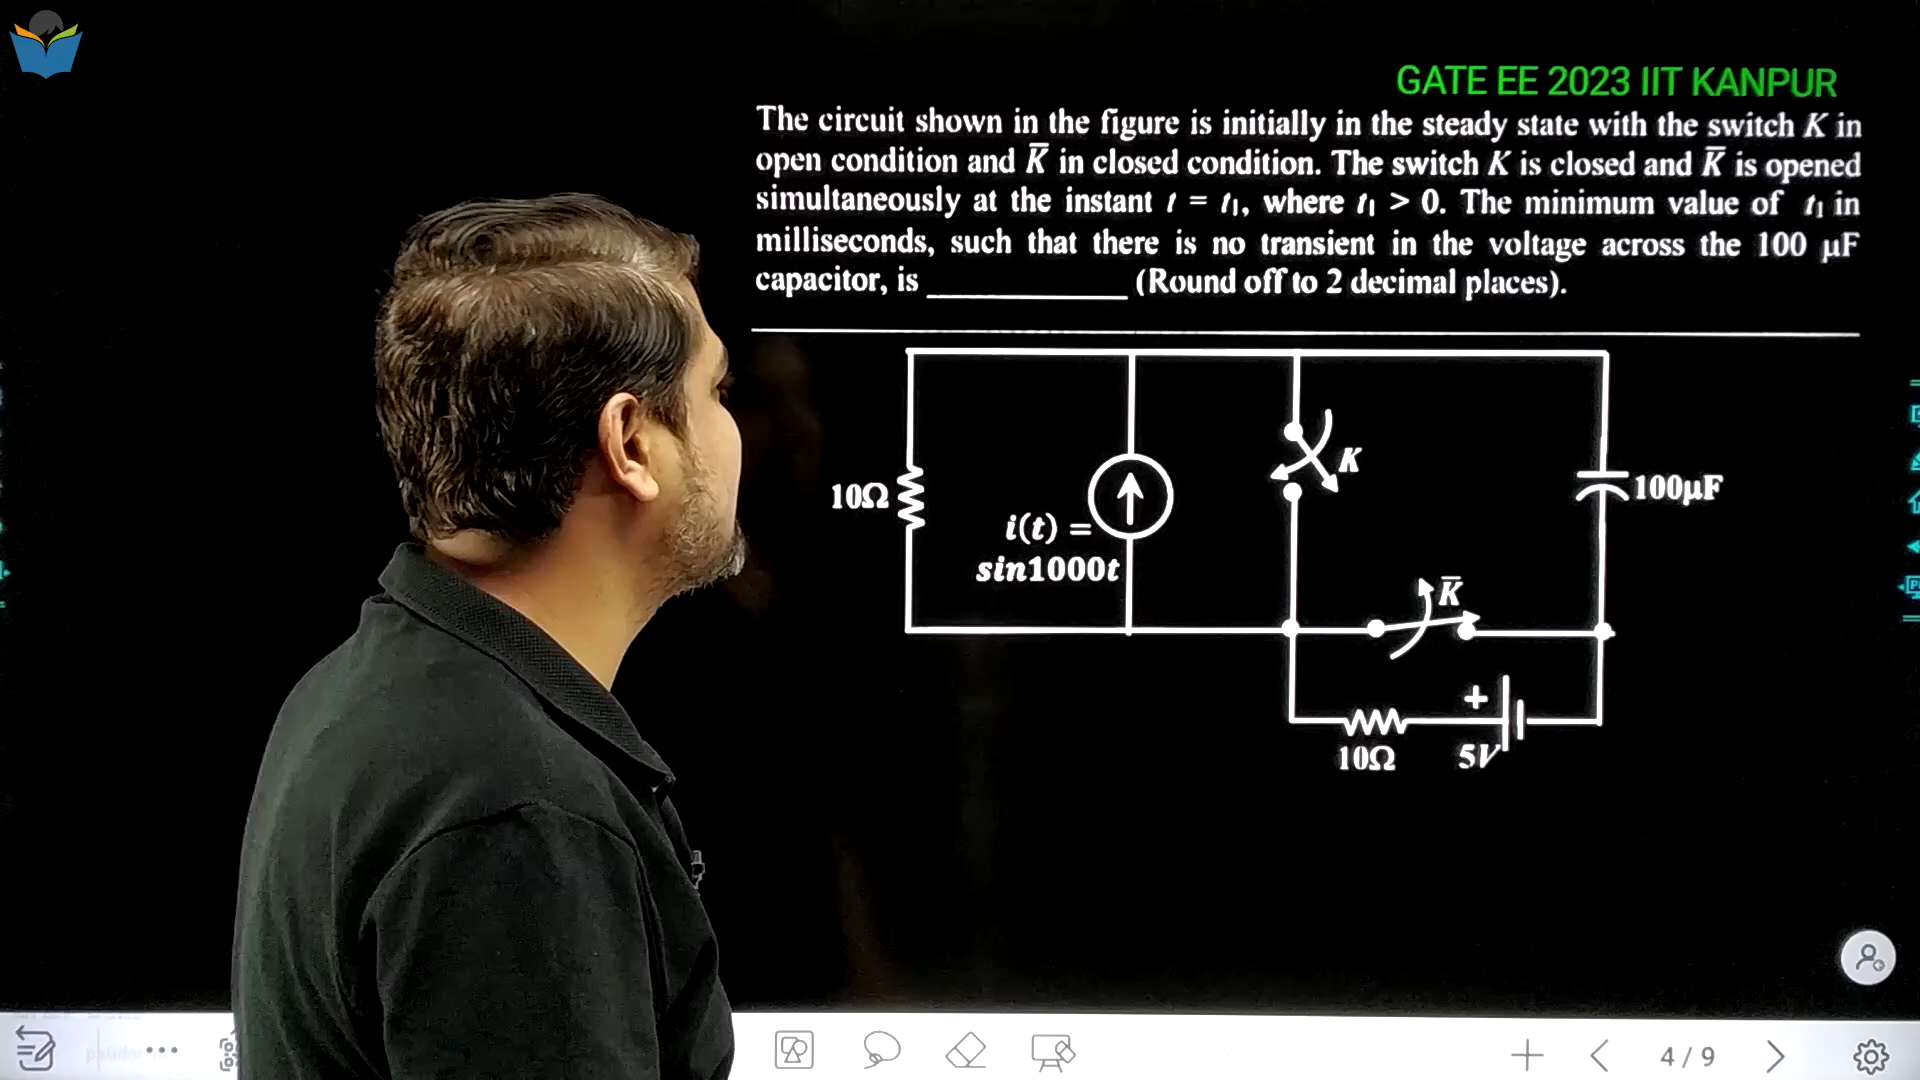 GATE EE 2023 IIT KANPUR
The circuit shown in the figure is initially in the steady state with the switch K in
open condition and K̅ in closed condition. The switch K is closed and K̅ is opened
simultaneously at the instant t = t₁, where t₁ > 0. The minimum value of t₁ in
milliseconds, such that there is no transient in the voltage across the 100 μF
capacitor, is __________ (Round off to 2 decimal places).
10Ω
i(t) =
sin1000t
K
100μF
K̅
+
10Ω
5V
4 / 9